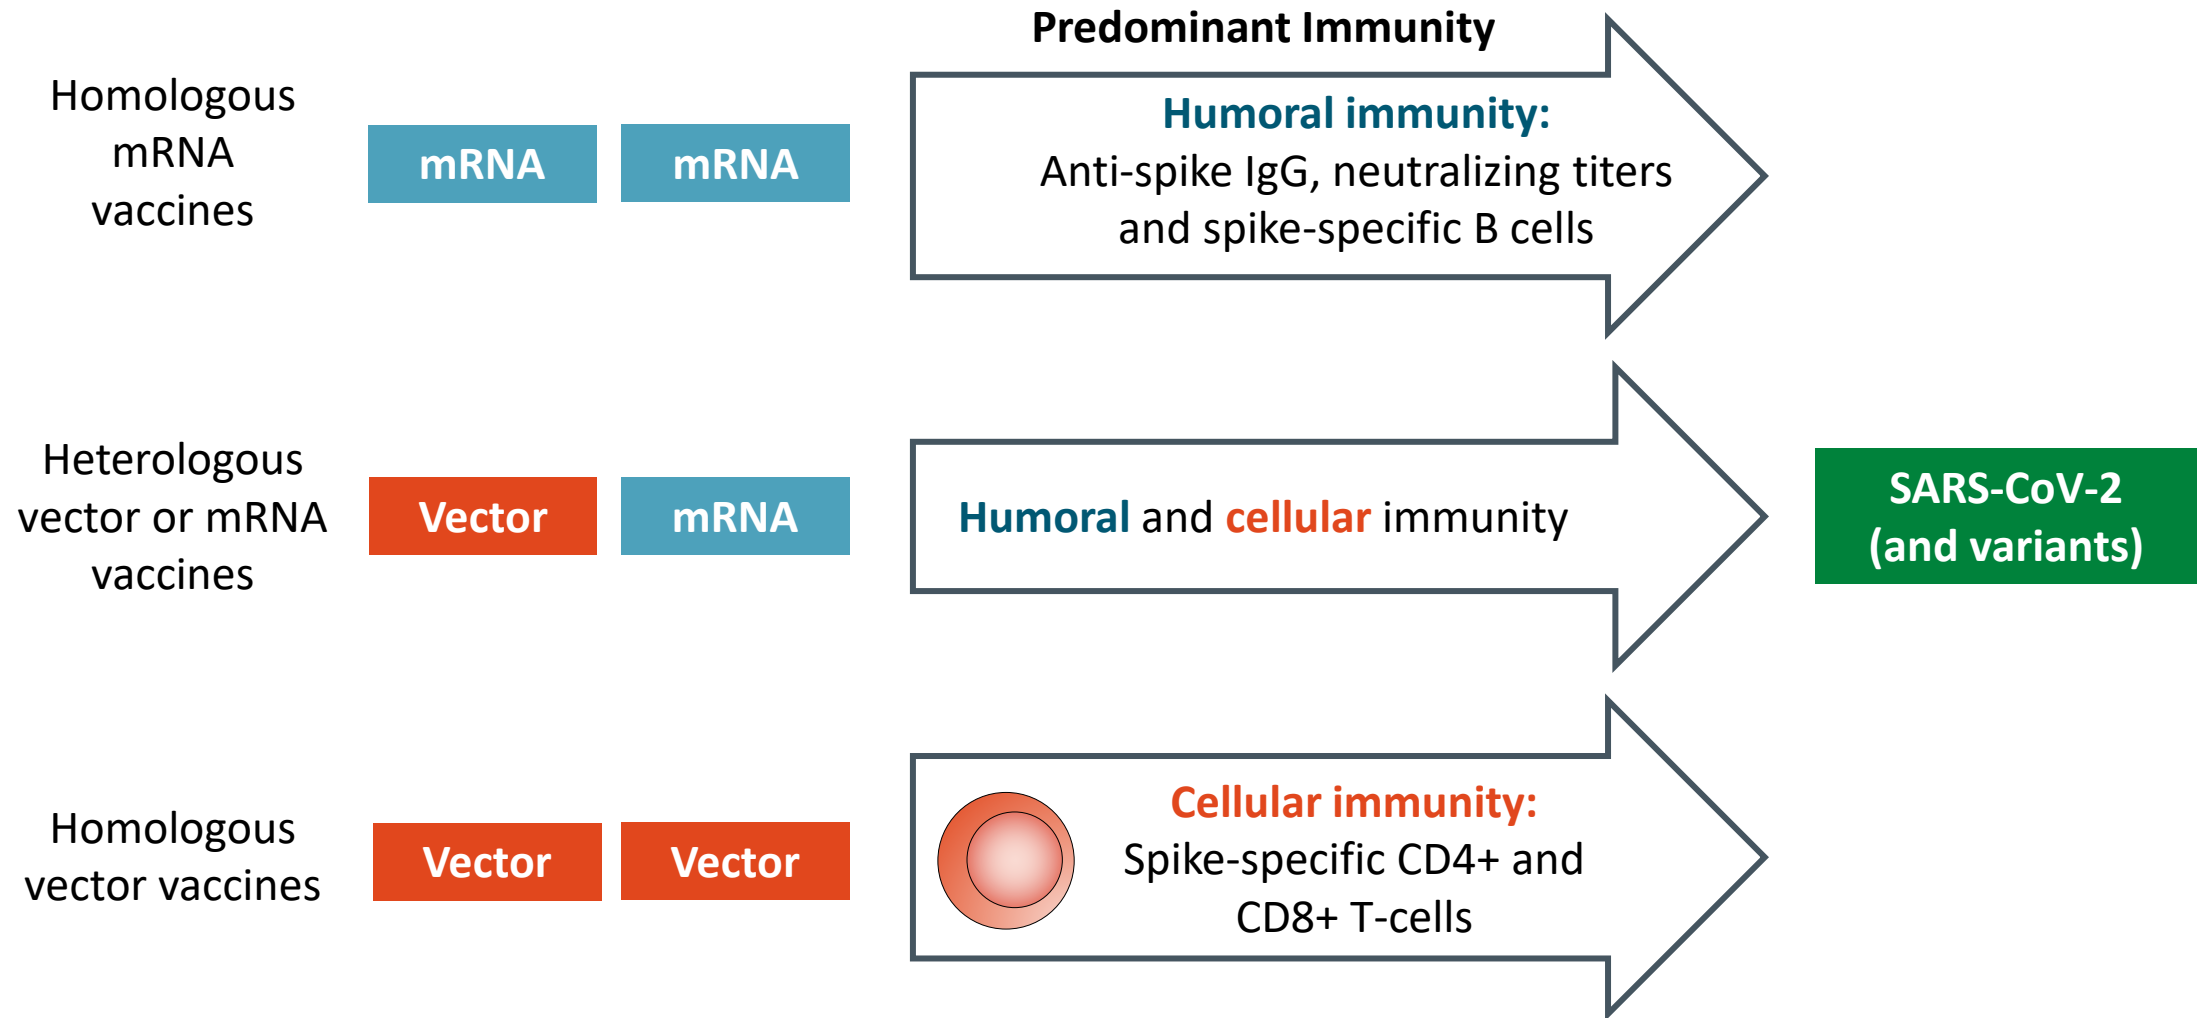 Predominant Immunity
Homologous
mRNA
vaccines
mRNA
mRNA
Humoral immunity:
Anti-spike IgG, neutralizing titers
and spike-specific B cells
Heterologous
vector or mRNA
vaccines
Vector
mRNA
Humoral and cellular immunity
SARS-CoV-2
(and variants)
Homologous
vector vaccines
Vector
Vector
Cellular immunity:
Spike-specific CD4+ and
CD8+ T-cells